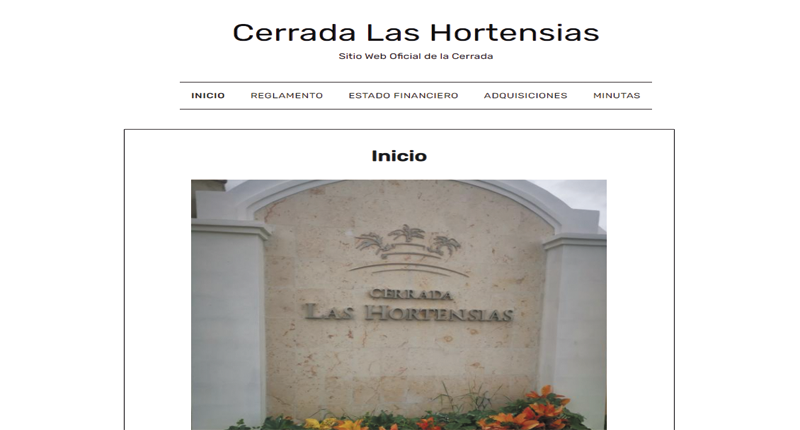 Cerrada Las Hortensias
Sitio Web Oficial de la Cerrada
INICIO REGLAMENTO ESTADO FINANCIERO ADQUISICIONES MINUTAS
Inicio
CERRADA
LAS HORTENSIAS